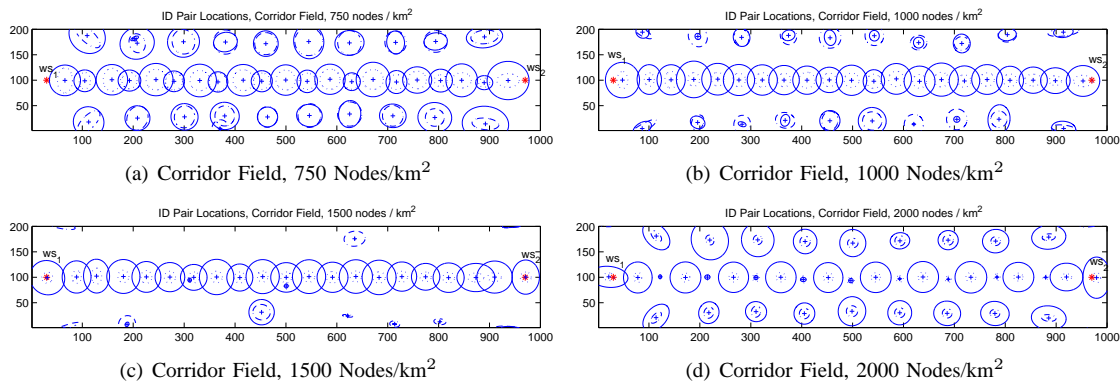 ID Pair Locations, Corridor Field, 750 Nodes / km²
200
150
100
50
ws1
ws2
100 200 300 400 500 600 700 800 900 1000
(a) Corridor Field, 750 Nodes/km²
ID Pair Locations, Corridor Field, 1000 Nodes / km²
200
150
100
50
ws1
ws2
100 200 300 400 500 600 700 800 900 1000
(b) Corridor Field, 1000 Nodes/km²
ID Pair Locations, Corridor Field, 1500 nodes / km²
200
150
100
50
ws1
ws2
100 200 300 400 500 600 700 800 900 1000
(c) Corridor Field, 1500 Nodes/km²
ID Pair Locations, Corridor Field, 2000 nodes / km²
200
150
100
50
ws1
ws2
100 200 300 400 500 600 700 800 900 1000
(d) Corridor Field, 2000 Nodes/km²